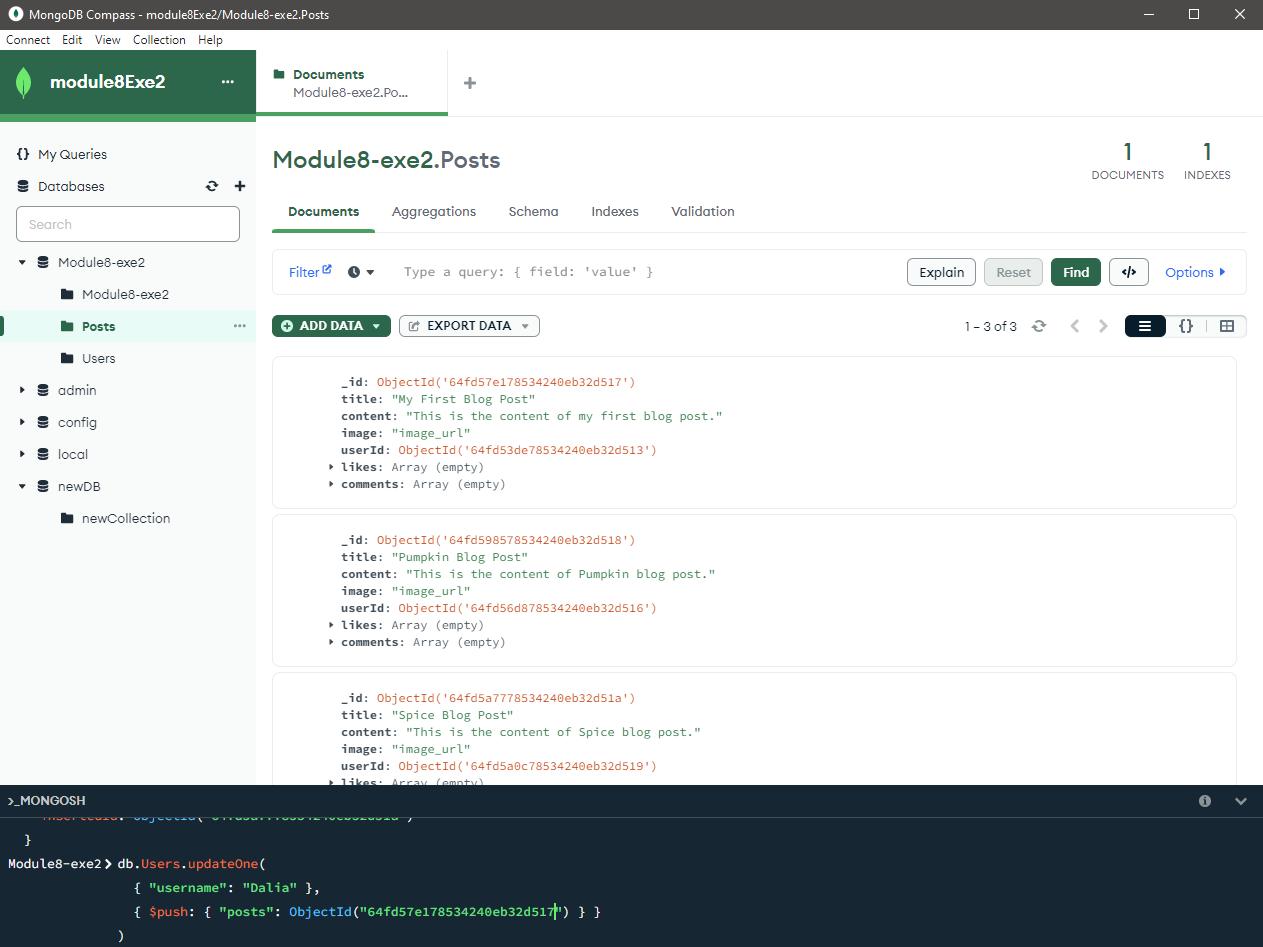 MongoDB Compass - module8Exe2/Module8-exe2.Posts
Connect Edit View Collection Help
module8Exe2
Documents
Module8-exe2.Po...
My Queries
Databases
Search
Module8-exe2
Module8-exe2
Posts
Users
admin
config
local
newDB
newCollection
Module8-exe2.Posts
1
DOCUMENTS
1
INDEXES
Documents Aggregations Schema Indexes Validation
Filter Type a query: { field: 'value' } Explain Reset Find </> Options
ADD DATA EXPORT DATA 1 – 3 of 3 {}
_id: ObjectId('64fd57e178534240eb32d517')
title: "My First Blog Post"
content: "This is the content of my first blog post."
image: "image_url"
userId: ObjectId('64fd53de78534240eb32d513')
likes: Array (empty)
comments: Array (empty)
_id: ObjectId('64fd598578534240eb32d518')
title: "Pumpkin Blog Post"
content: "This is the content of Pumpkin blog post."
image: "image_url"
userId: ObjectId('64fd56d878534240eb32d516')
likes: Array (empty)
comments: Array (empty)
_id: ObjectId('64fd5a7778534240eb32d51a')
title: "Spice Blog Post"
content: "This is the content of Spice blog post."
image: "image_url"
userId: ObjectId('64fd5a0c78534240eb32d519')
likes: Array (empty)
>_MONGOSH
insertedId: ObjectId("64fd5a7778534240eb32d51a")
}
Module8-exe2> db.Users.updateOne(
{ "username": "Dalia" },
{ $push: { "posts": ObjectId("64fd57e178534240eb32d517") } }
)